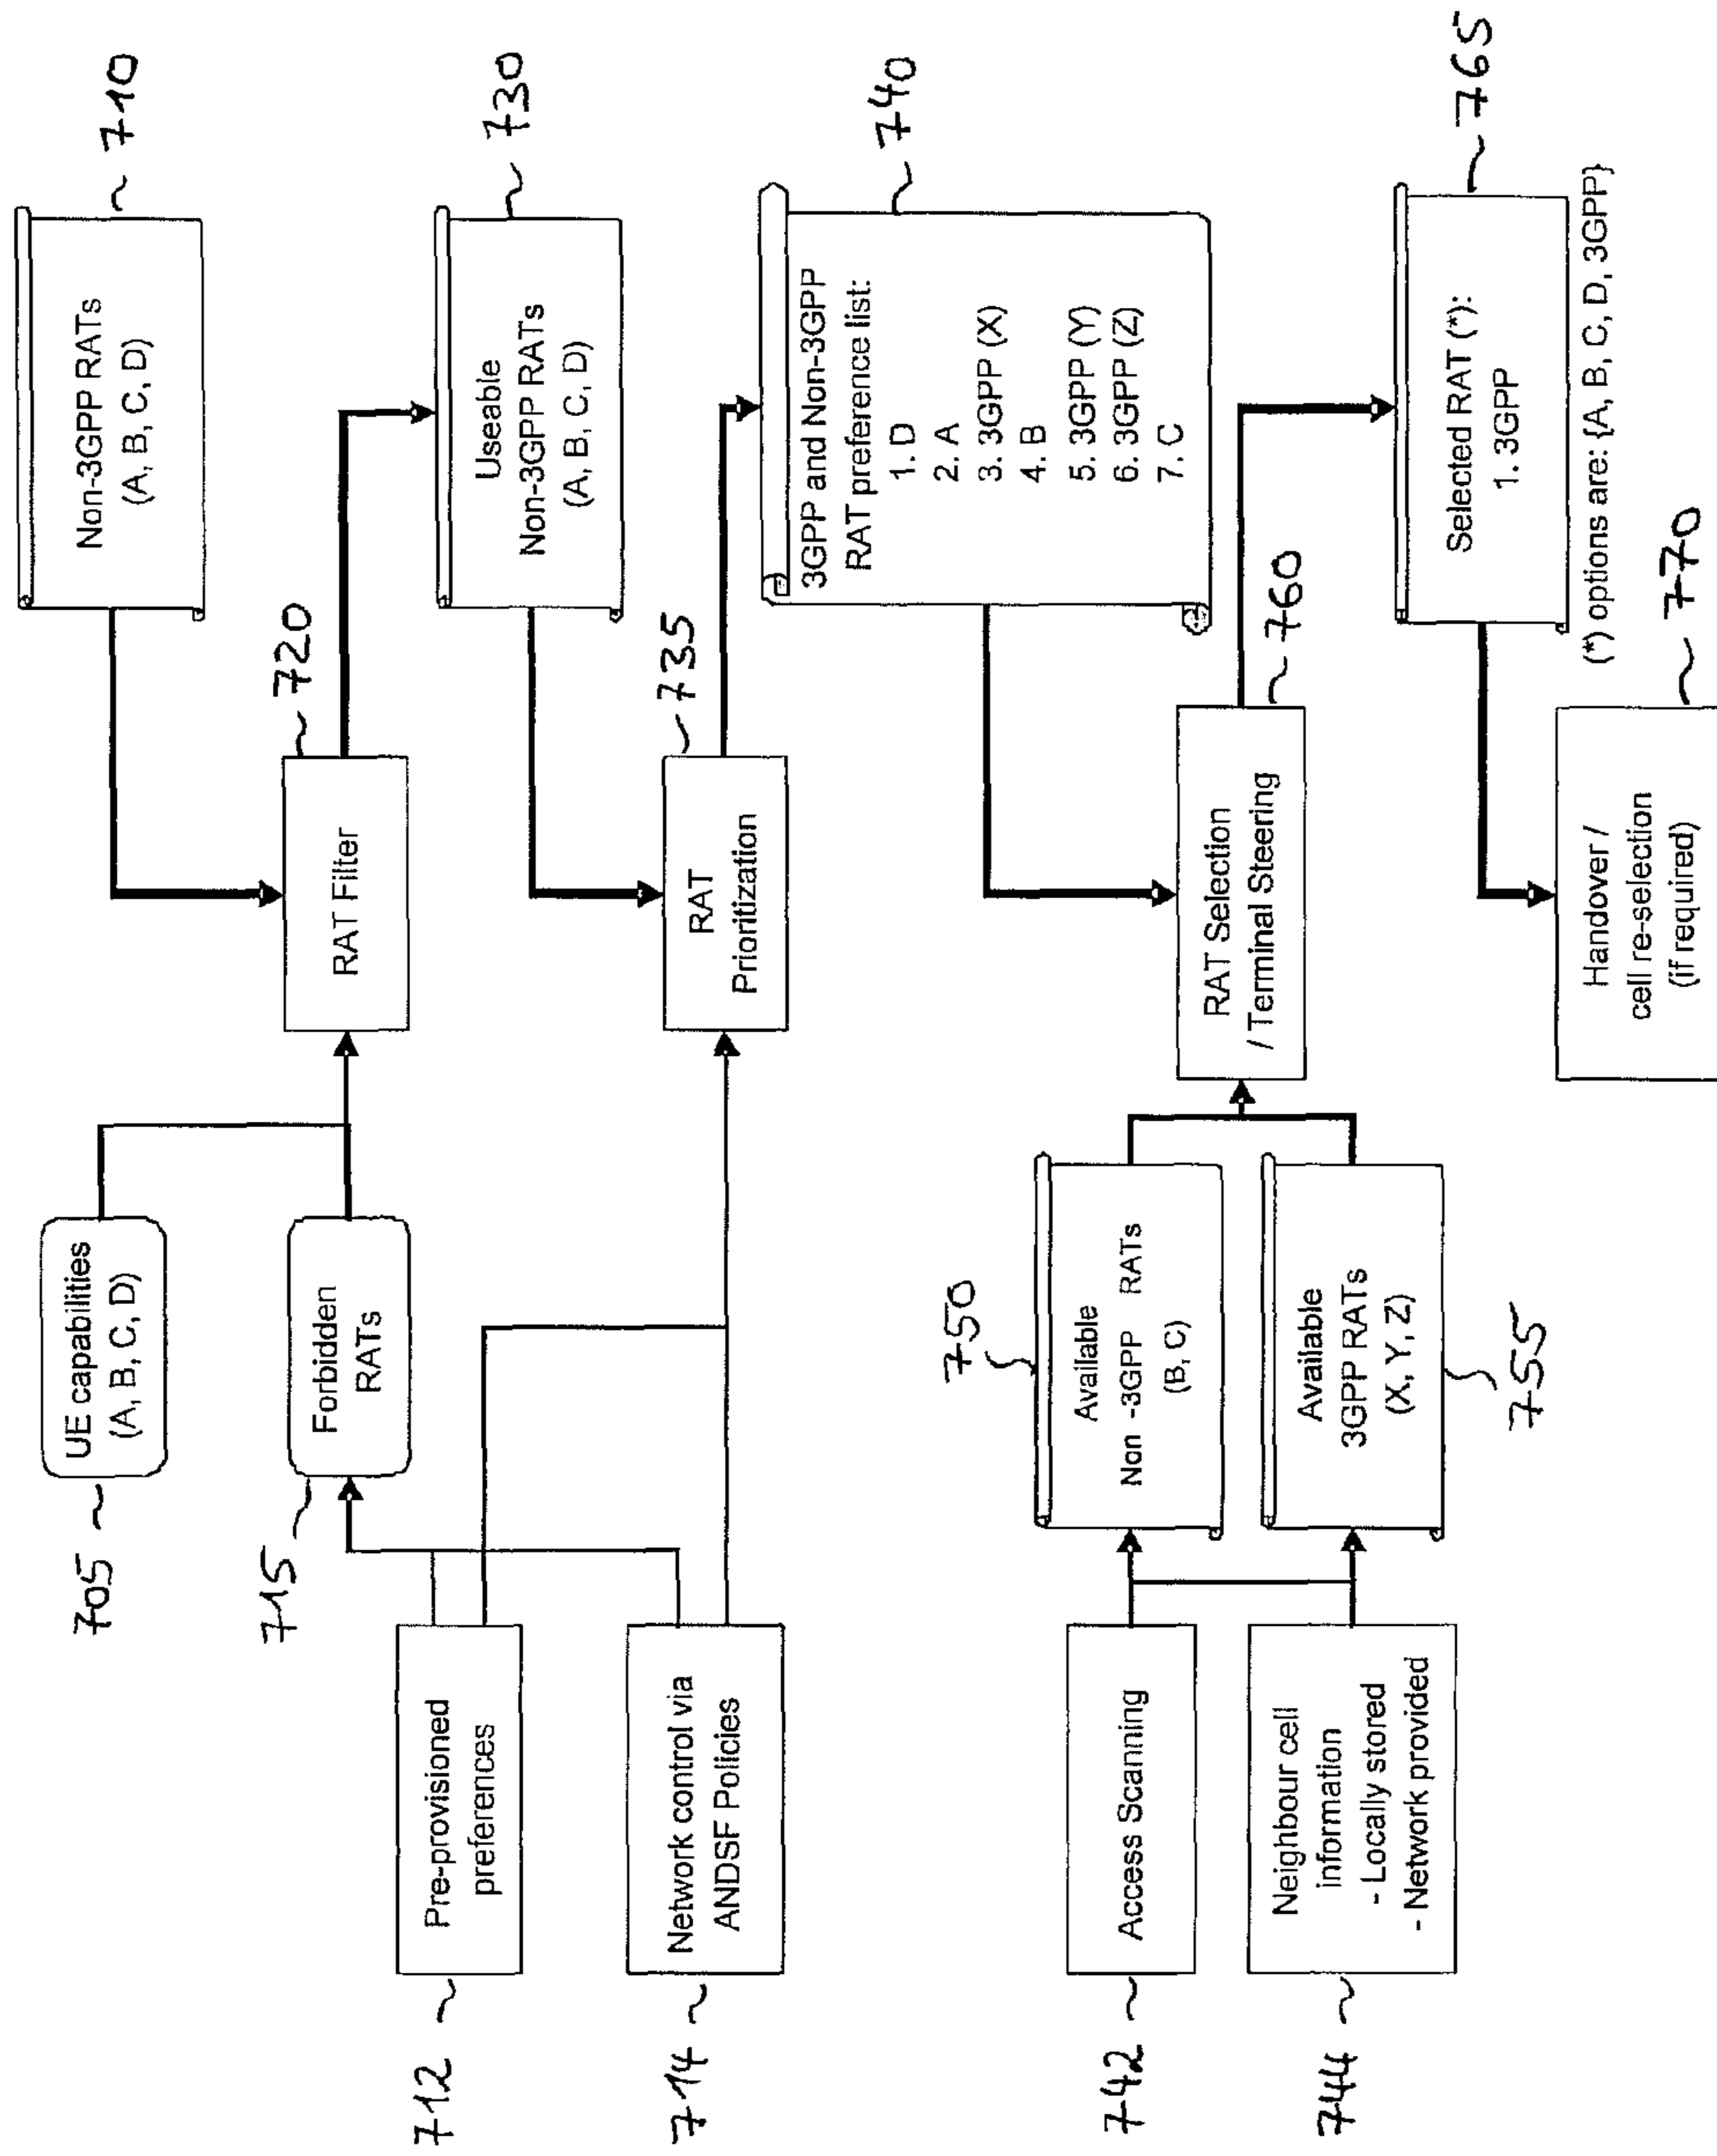 705
UE capabilities
(A, B, C, D)
Non-3GPP RATs
(A, B, C, D)
710
715
Forbidden
RATs
RAT Filter
720
712
Pre-provisioned
preferences
Useable
Non-3GPP RATs
(A, B, C, D)
730
714
Network control via
ANDSF Policies
RAT
Prioritization
735
3GPP and Non-3GPP
RAT preference list:
1. D
2. A
3. 3GPP (X)
4. B
5. 3GPP (Y)
6. 3GPP (Z)
7. C
740
742
Access Scanning
750
Available
Non -3GPP RATs
(B, C)
RAT Selection
/ Terminal Steering
760
744
Neighbour cell
information
- Locally stored
- Network provided
Available
3GPP RATs
(X, Y, Z)
755
Selected RAT (*):
1. 3GPP
765
(*) options are: {A, B, C, D, 3GPP}
Handover /
cell re-selection
(if required)
770